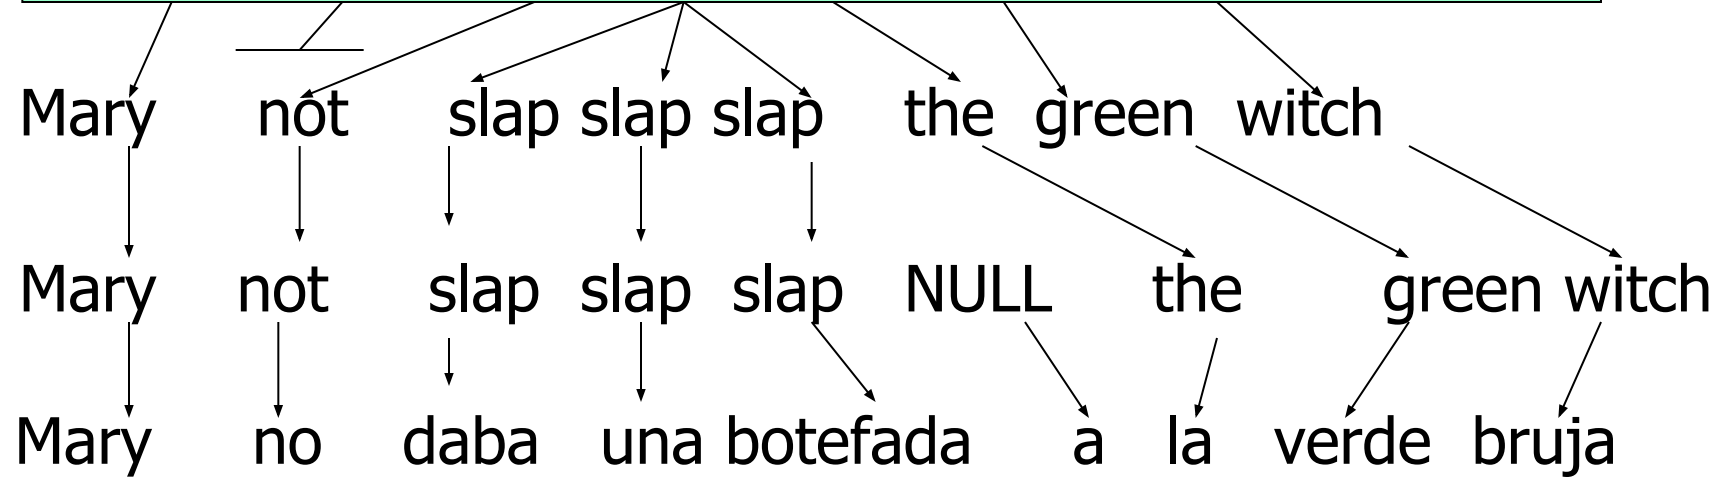 Mary not slap slap slap the green witch
Mary not slap slap slap NULL the green witch
Mary no daba una botefada a la verde bruja